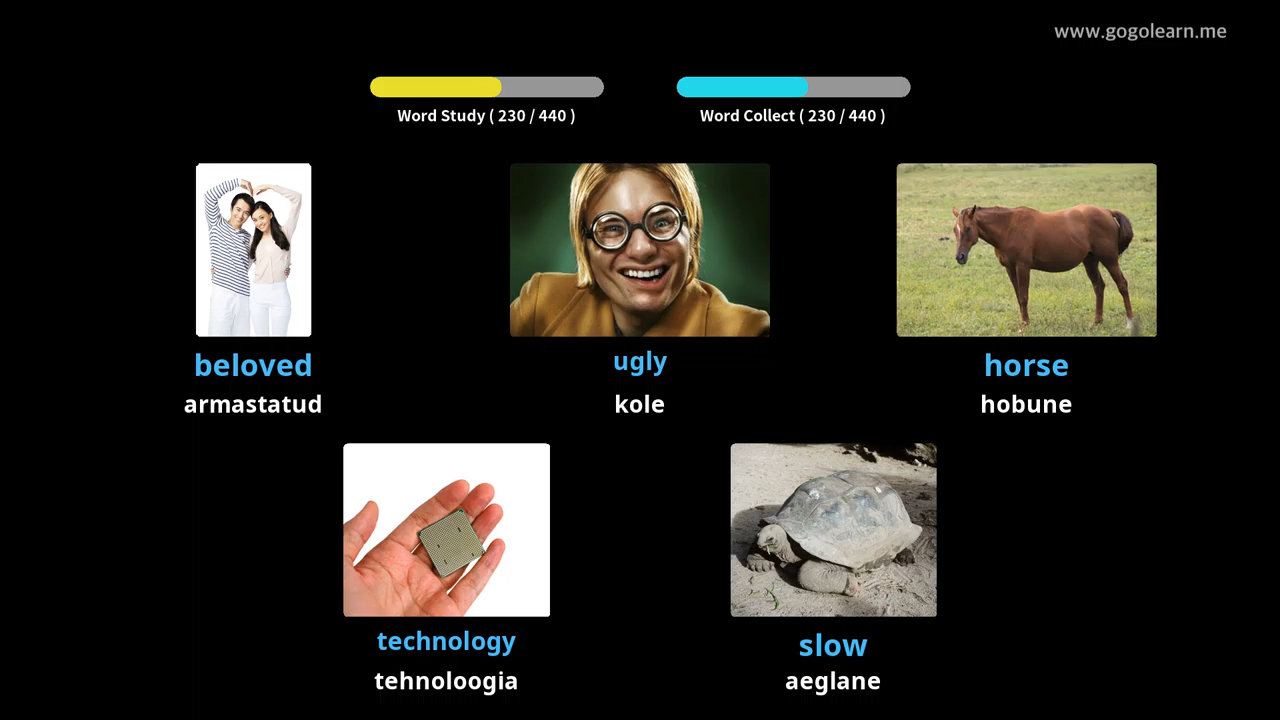 www.gogolearn.me
Word Study ( 230 / 440 )
Word Collect ( 230 / 440 )
beloved
armastatud
ugly
kole
horse
hobune
technology
tehnoloogia
slow
aeglane